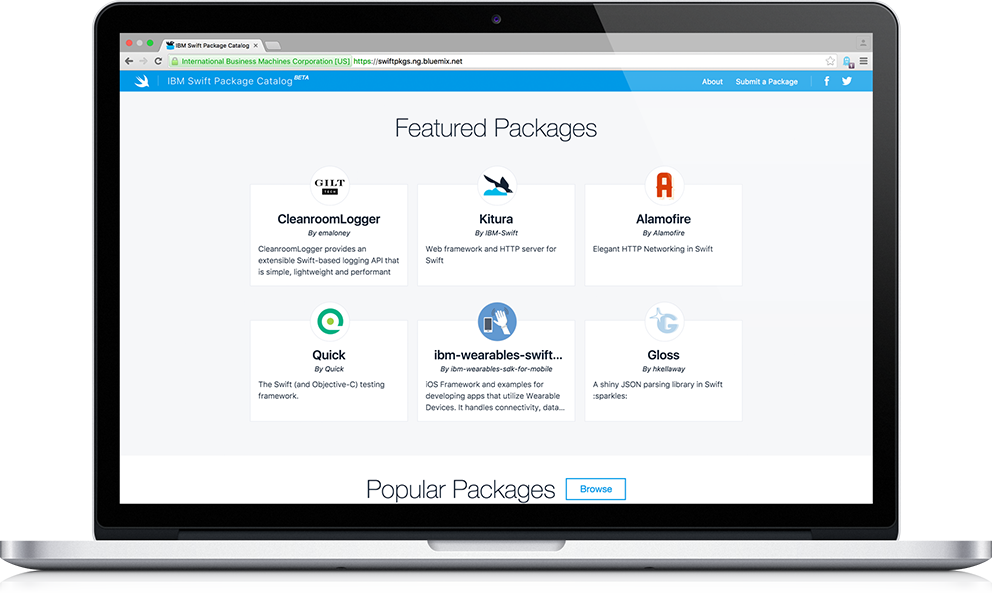 IBM Swift Package Catalog
International Business Machines Corporation [US] https://swiftpkgs.ng.bluemix.net
IBM Swift Package Catalog BETA
About Submit a Package
Featured Packages
GILT
TECH
CleanroomLogger
By emaloney
CleanroomLogger provides an
extensible Swift-based logging API that
is simple, lightweight and performant
Kitura
By IBM-Swift
Web framework and HTTP server for
Swift
A
Alamofire
By Alamofire
Elegant HTTP Networking in Swift
Quick
By Quick
The Swift (and Objective-C) testing
framework.
ibm-wearables-swift...
By ibm-wearables-sdk-for-mobile
iOS Framework and examples for
developing apps that utilize Wearable
Devices. It handles connectivity, data...
G
Gloss
By hkellaway
A shiny JSON parsing library in Swift
:sparkles:
Popular Packages
Browse